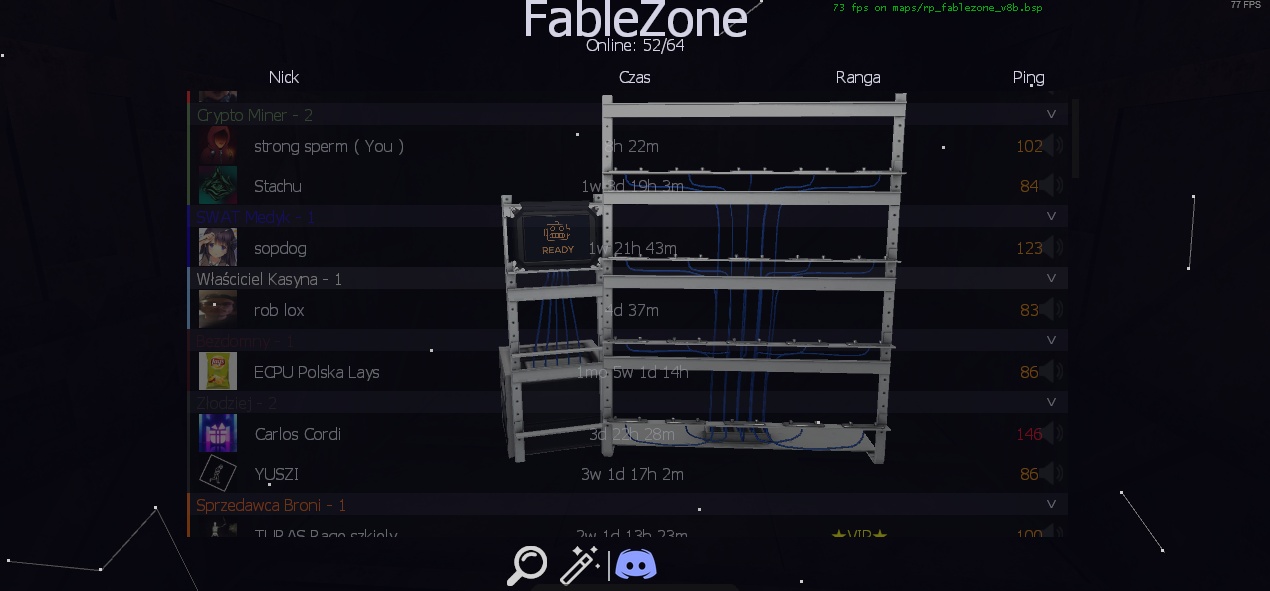 FableZone
73 fps on maps/rp_fablezone_v8b.bsp
77 FPS
Online: 52/64
Nick Czas Ranga Ping
Crypto Miner - 2 v
strong sperm ( You ) h 22m 102
Stachu 1w 3d 19h 3m 84
SWAT Medyk - 1 v
sopdog 1w 21h 43m 123
READY
Właściciel Kasyna - 1 v
rob lox 4d 37m 83
Bezdomny - 1 v
ECPU Polska Lays 1mo 5w 1d 14h 86
Złodziej - 2 v
Carlos Cordi 3d 22h 28m 146
YUSZI 3w 1d 17h 2m 86
Sprzedawca Broni - 1 v
TURAS Rage szkiely 2w 1d 13h 23m ★VIP★ 100